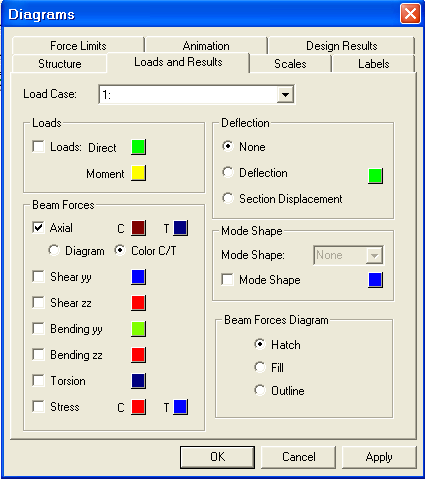 Diagrams
Force Limits Animation Design Results
Structure Loads and Results Scales Labels
Load Case: 1:
Loads
Loads: Direct
Moment
Beam Forces
Axial C T
Diagram Color C/T
Shear yy
Shear zz
Bending yy
Bending zz
Torsion
Stress C T
Deflection
None
Deflection
Section Displacement
Mode Shape
Mode Shape: None
Mode Shape
Beam Forces Diagram
Hatch
Fill
Outline
OK Cancel Apply